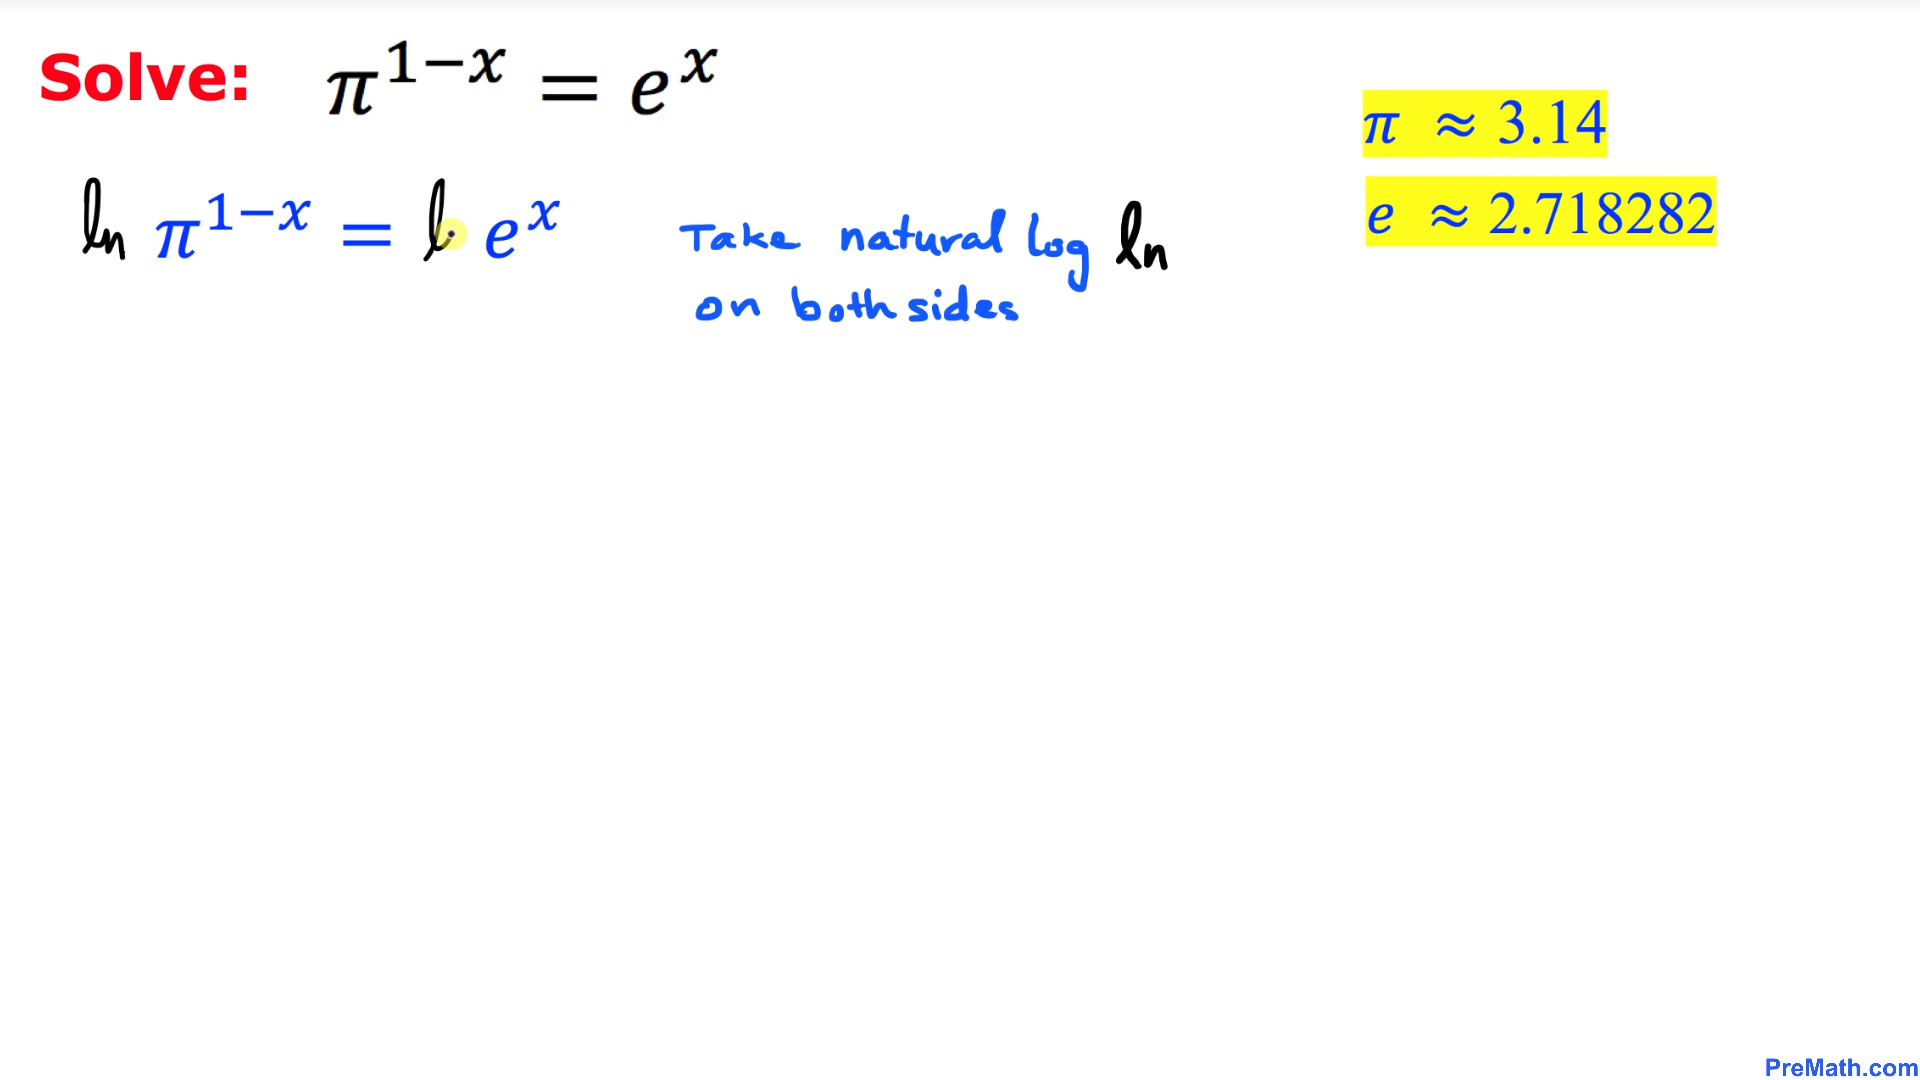 Solve: π^{1-x} = e^x
π ≈ 3.14
e ≈ 2.718282
ln π^{1-x} = l e^x
Take natural log ln
on both sides
PreMath.com